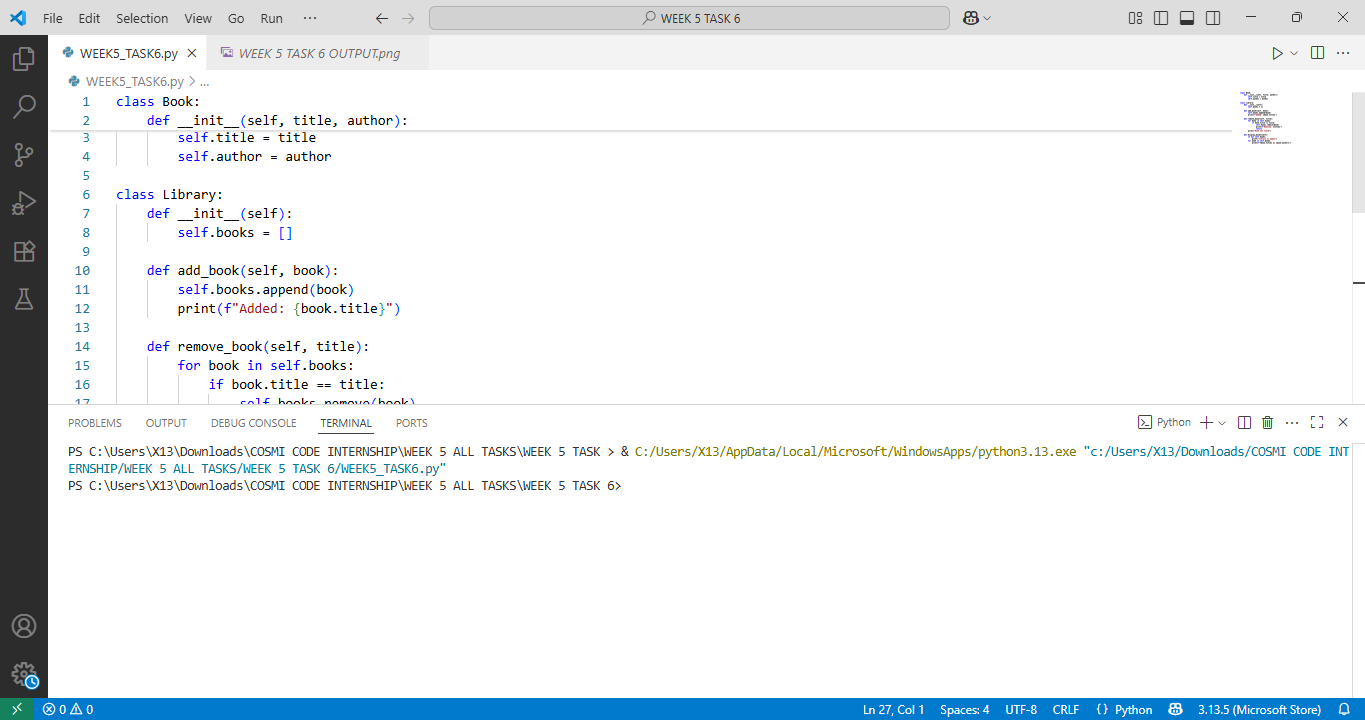 File Edit Selection View Go Run ··· WEEK 5 TASK 6
WEEK5_TASK6.py WEEK 5 TASK 6 OUTPUT.png
WEEK5_TASK6.py > ...
1 class Book:
2     def __init__(self, title, author):
3         self.title = title
4         self.author = author
5
6 class Library:
7     def __init__(self):
8         self.books = []
9
10     def add_book(self, book):
11         self.books.append(book)
12         print(f"Added: {book.title}")
13
14     def remove_book(self, title):
15         for book in self.books:
16             if book.title == title:
17                 self.books.remove(book)
PROBLEMS OUTPUT DEBUG CONSOLE TERMINAL PORTS Python
PS C:\Users\X13\Downloads\COSMI CODE INTERNSHIP\WEEK 5 ALL TASKS\WEEK 5 TASK > & C:/Users/X13/AppData/Local/Microsoft/WindowsApps/python3.13.exe "c:/Users/X13/Downloads/COSMI CODE INT
ERNSHIP/WEEK 5 ALL TASKS/WEEK 5 TASK 6/WEEK5_TASK6.py"
PS C:\Users\X13\Downloads\COSMI CODE INTERNSHIP\WEEK 5 ALL TASKS\WEEK 5 TASK 6>
0 0 Ln 27, Col 1 Spaces: 4 UTF-8 CRLF {} Python 3.13.5 (Microsoft Store)